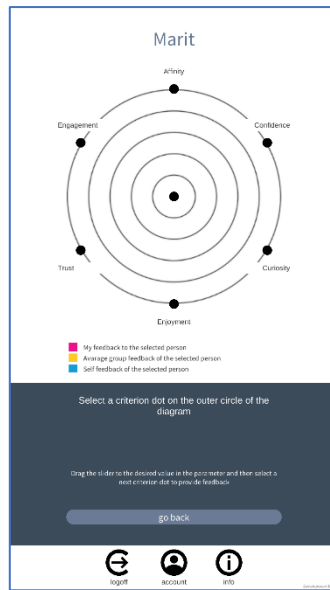 Marit
Affinity
Engagement
Confidence
Trust
Curiosity
Enjoyment
My feedback to the selected person
Avarage group feedback of the selected person
Self feedback of the selected person
Select a criterion dot on the outer circle of the
diagram
Drag the slider to the desired value in the parameter and then select a
next criterion dot to provide feedback
go back
logoff
account
info